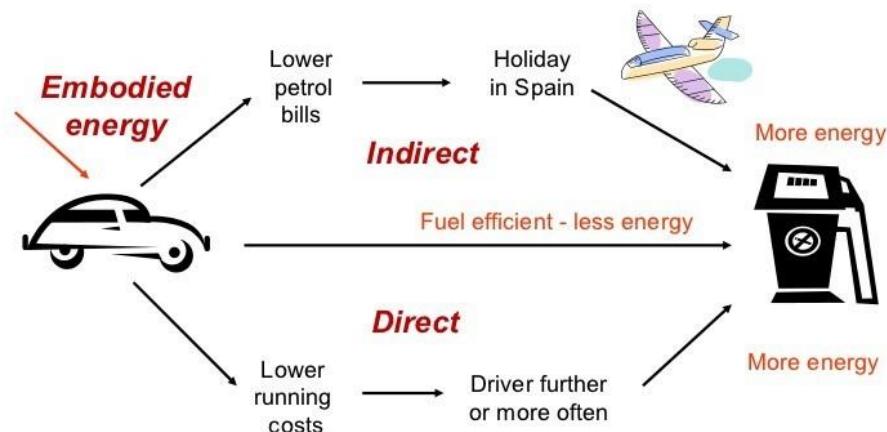 Embodied
energy
Lower
petrol
bills
Holiday
in Spain
More energy
Indirect
Fuel efficient - less energy
Direct
Lower
running
costs
Driver further
or more often
More energy